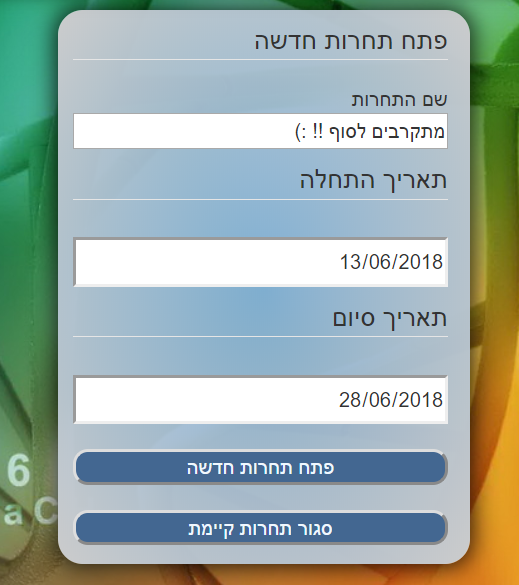 פתח תחרות חדשה
שם התחרות
מתקרבים לסוף !! :)
תאריך התחלה
13/06/2018
תאריך סיום
28/06/2018
פתח תחרות חדשה
סגור תחרות קיימת
6
a C